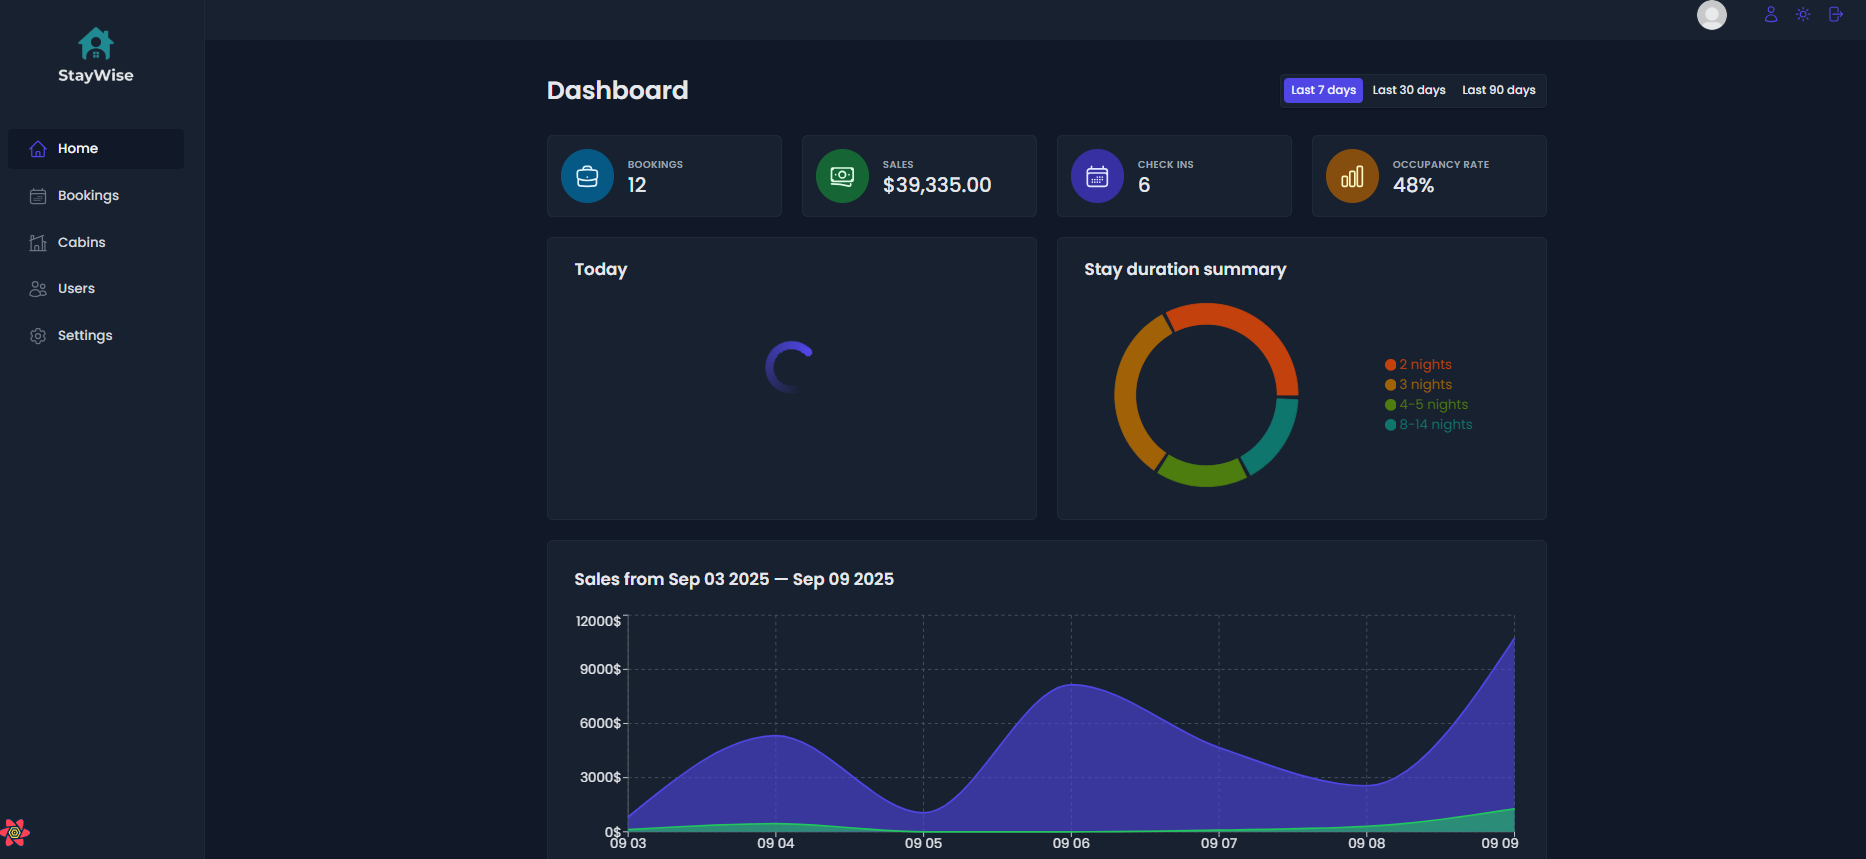 StayWise
Home
Bookings
Cabins
Users
Settings
Dashboard
Last 7 days Last 30 days Last 90 days
BOOKINGS
12
SALES
$39,335.00
CHECK INS
6
OCCUPANCY RATE
48%
Today
Stay duration summary
2 nights
3 nights
4-5 nights
8-14 nights
Sales from Sep 03 2025 — Sep 09 2025
12000$
9000$
6000$
3000$
0$
09 03 09 04 09 05 09 06 09 07 09 08 09 09